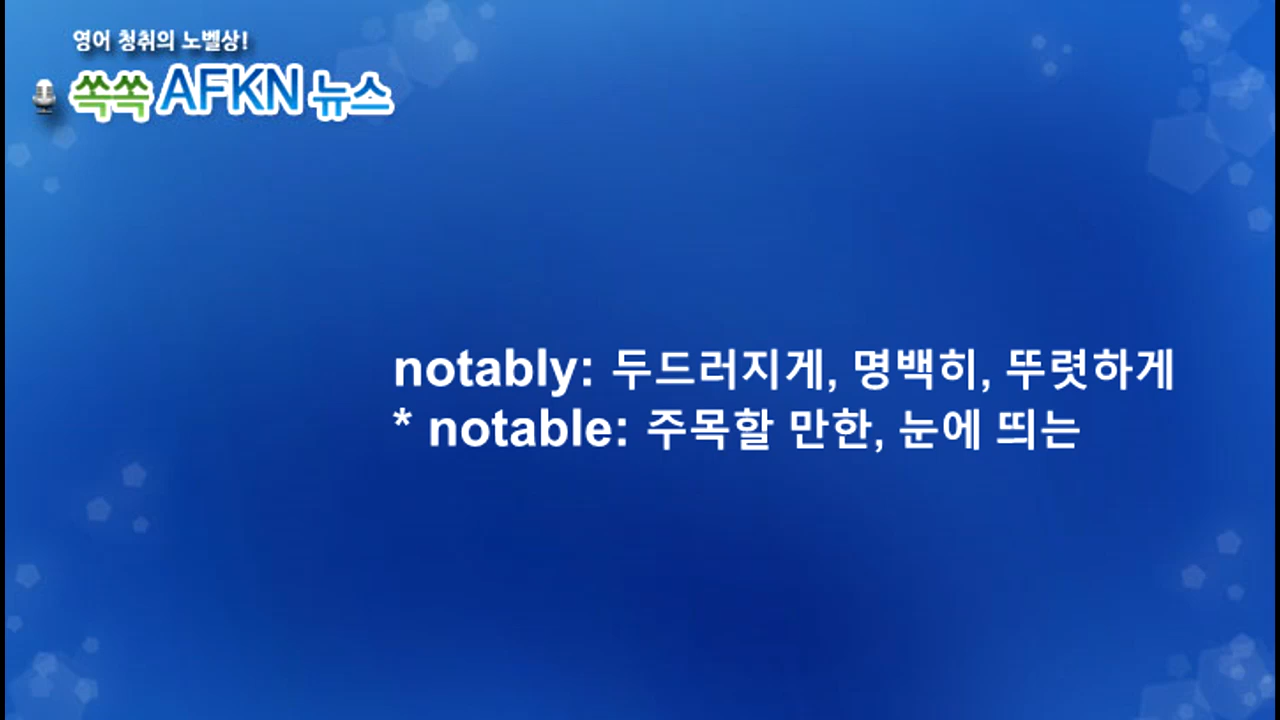 영어 청취의 노벨상!
쏙쏙 AFKN 뉴스
notably: 두드러지게, 명백히, 뚜렷하게
* notable: 주목할 만한, 눈에 띄는